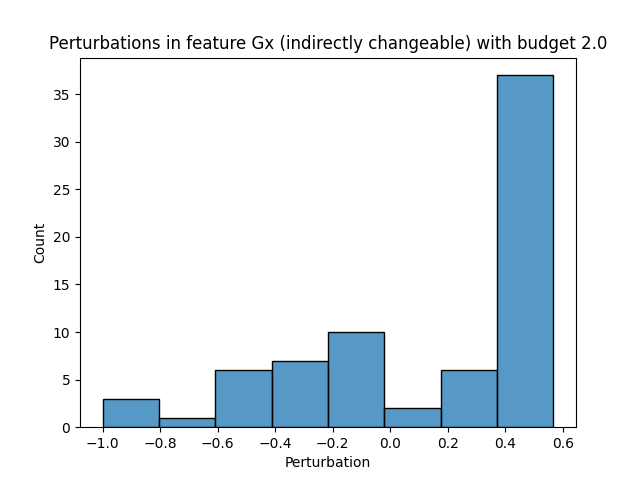 Perturbations in feature Gx (indirectly changeable) with budget 2.0
Count
35
30
25
20
15
10
5
0
−1.0 −0.8 −0.6 −0.4 −0.2 0.0 0.2 0.4 0.6
Perturbation